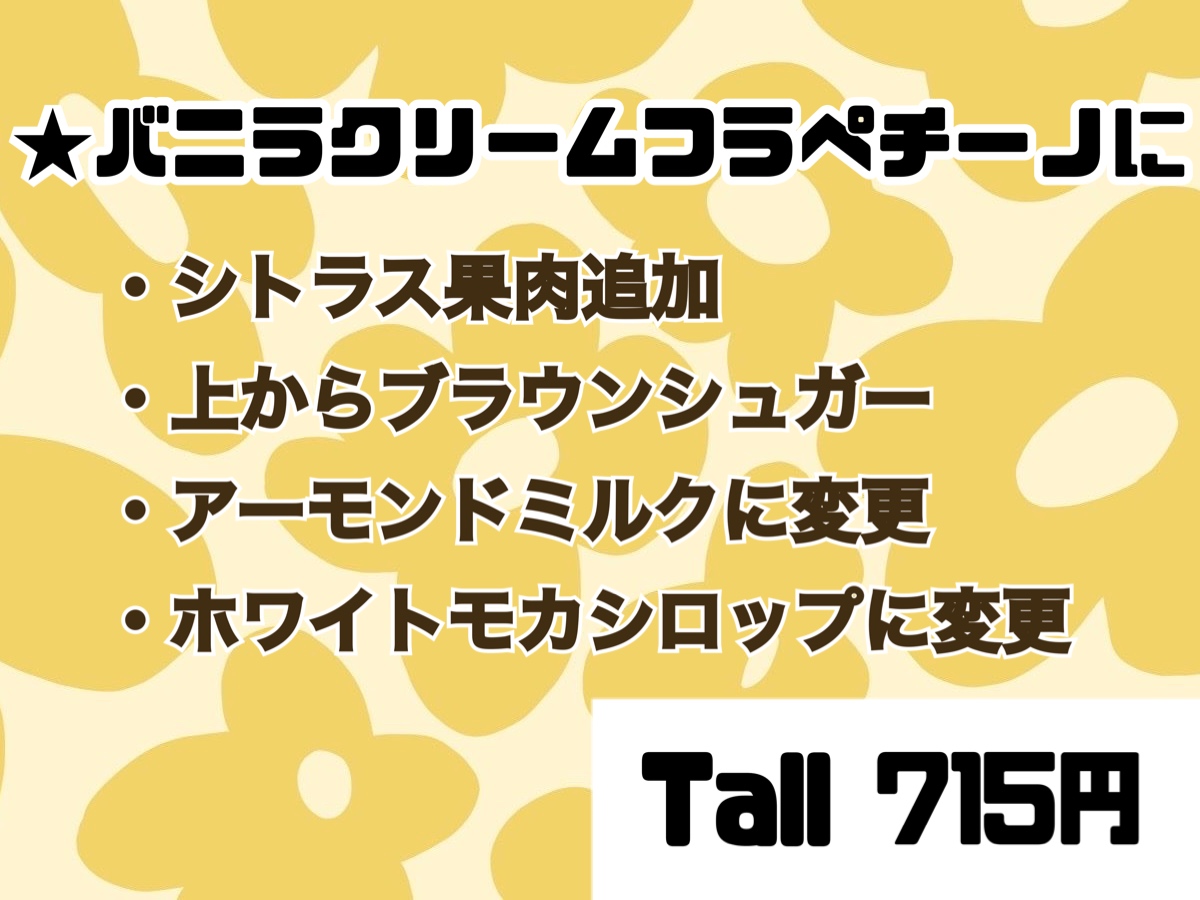 ★バニラクリームフラペチーノに
・シトラス果肉追加
・上からブラウンシュガー
・アーモンドミルクに変更
・ホワイトモカシロップに変更
Tall 715円